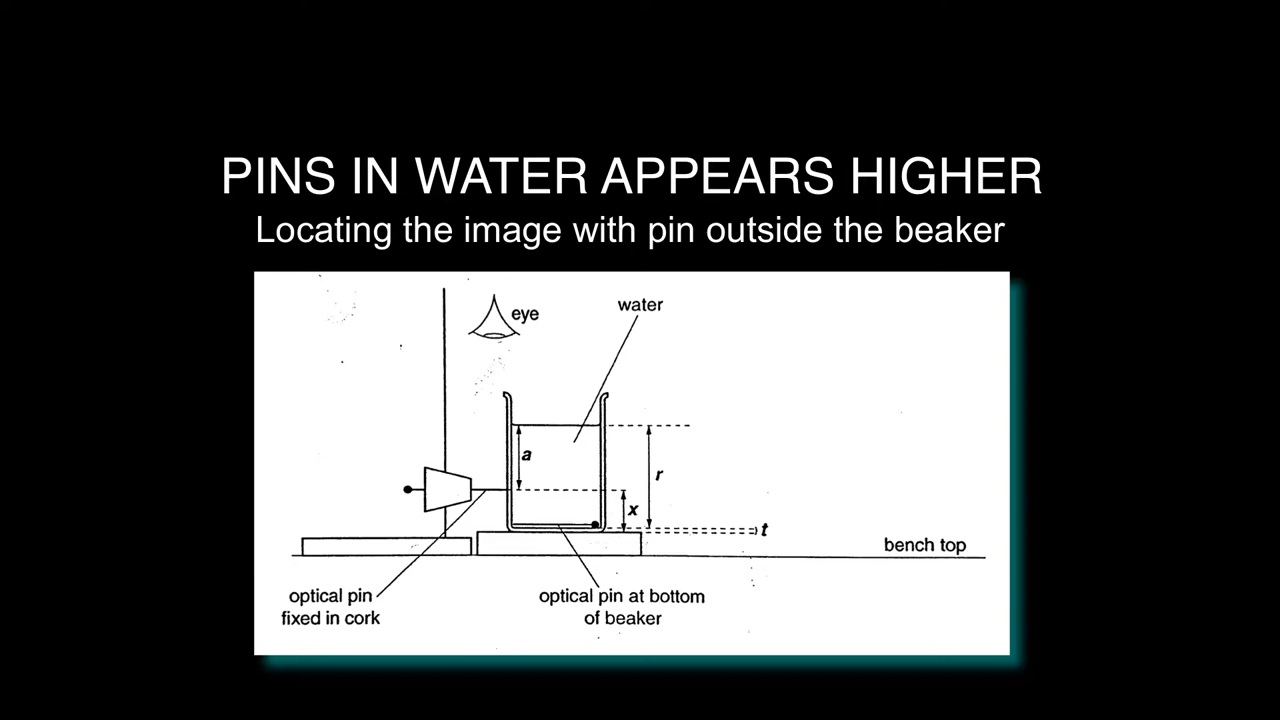 PINS IN WATER APPEARS HIGHER
Locating the image with pin outside the beaker
eye
water
a
r
x
t
bench top
optical pin
fixed in cork
optical pin at bottom
of beaker